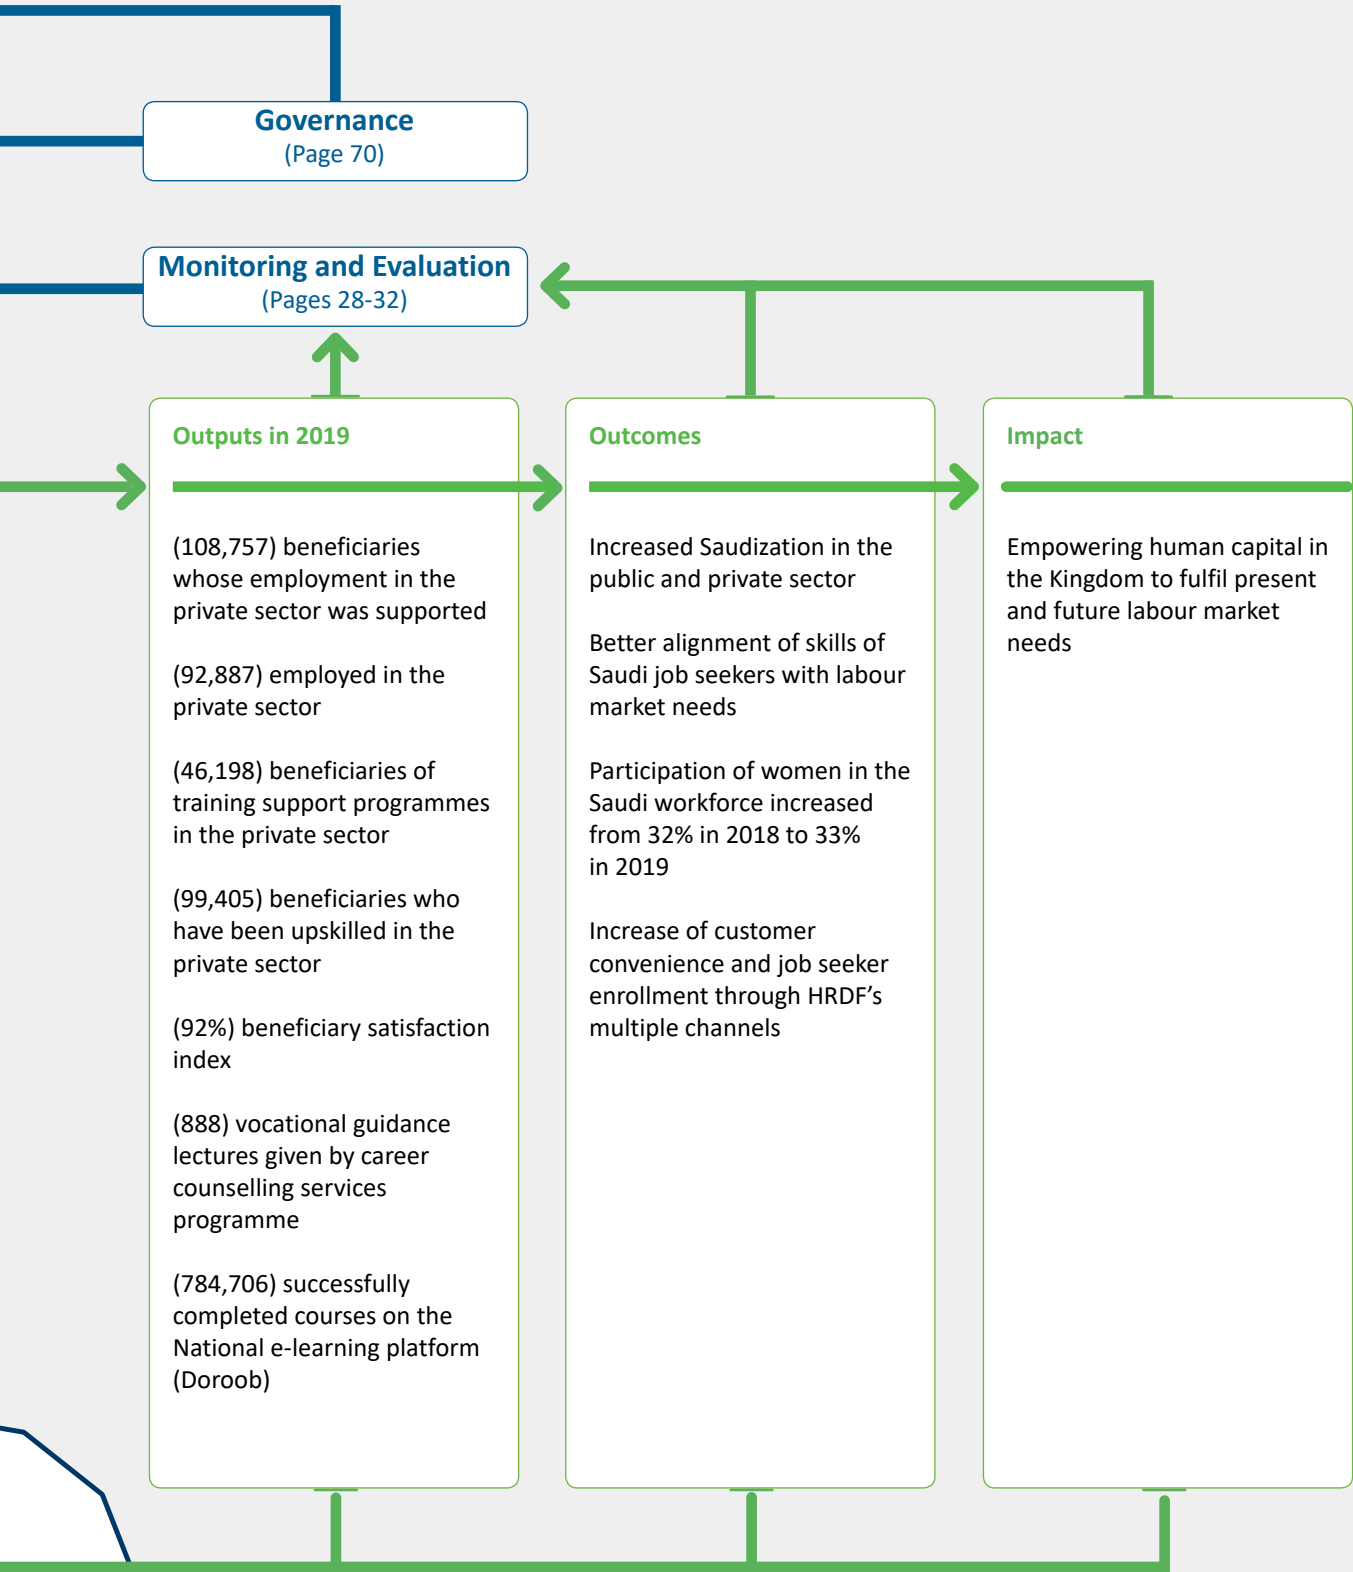 Governance
(Page 70)
Monitoring and Evaluation
(Pages 28-32)
Outputs in 2019
(108,757) beneficiaries
whose employment in the
private sector was supported
(92,887) employed in the
private sector
(46,198) beneficiaries of
training support programmes
in the private sector
(99,405) beneficiaries who
have been upskilled in the
private sector
(92%) beneficiary satisfaction
index
(888) vocational guidance
lectures given by career
counselling services
programme
(784,706) successfully
completed courses on the
National e-learning platform
(Doroob)
Outcomes
Increased Saudization in the
public and private sector
Better alignment of skills of
Saudi job seekers with labour
market needs
Participation of women in the
Saudi workforce increased
from 32% in 2018 to 33%
in 2019
Increase of customer
convenience and job seeker
enrollment through HRDF’s
multiple channels
Impact
Empowering human capital in
the Kingdom to fulfil present
and future labour market
needs